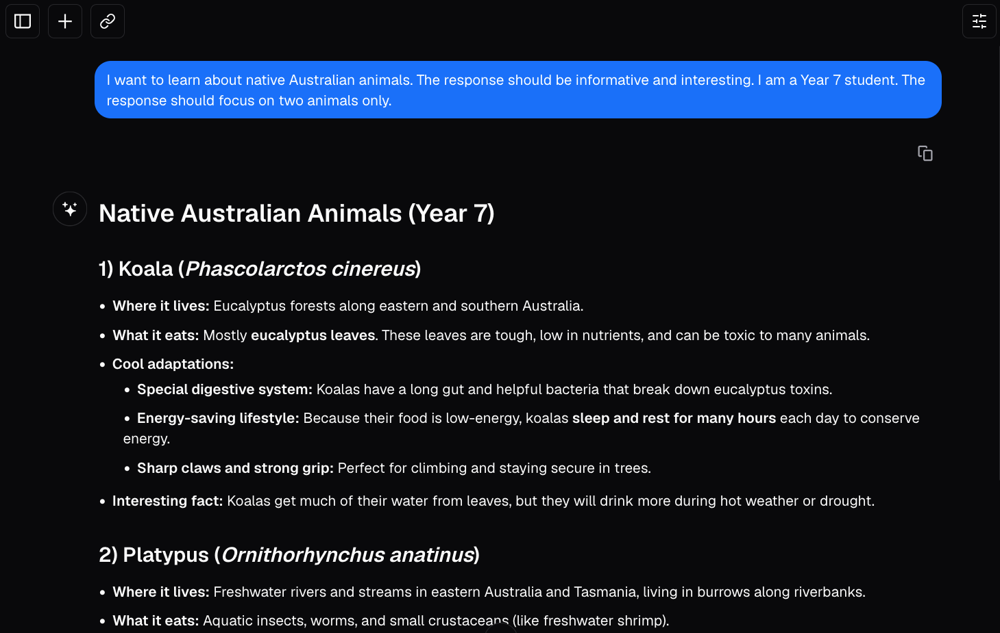 I want to learn about native Australian animals. The response should be informative and interesting. I am a Year 7 student. The
response should focus on two animals only.
Native Australian Animals (Year 7)
1) Koala (Phascolarctos cinereus)
• Where it lives: Eucalyptus forests along eastern and southern Australia.
• What it eats: Mostly eucalyptus leaves. These leaves are tough, low in nutrients, and can be toxic to many animals.
• Cool adaptations:
• Special digestive system: Koalas have a long gut and helpful bacteria that break down eucalyptus toxins.
• Energy-saving lifestyle: Because their food is low-energy, koalas sleep and rest for many hours each day to conserve
energy.
• Sharp claws and strong grip: Perfect for climbing and staying secure in trees.
• Interesting fact: Koalas get much of their water from leaves, but they will drink more during hot weather or drought.
2) Platypus (Ornithorhynchus anatinus)
• Where it lives: Freshwater rivers and streams in eastern Australia and Tasmania, living in burrows along riverbanks.
• What it eats: Aquatic insects, worms, and small crustaceans (like freshwater shrimp).